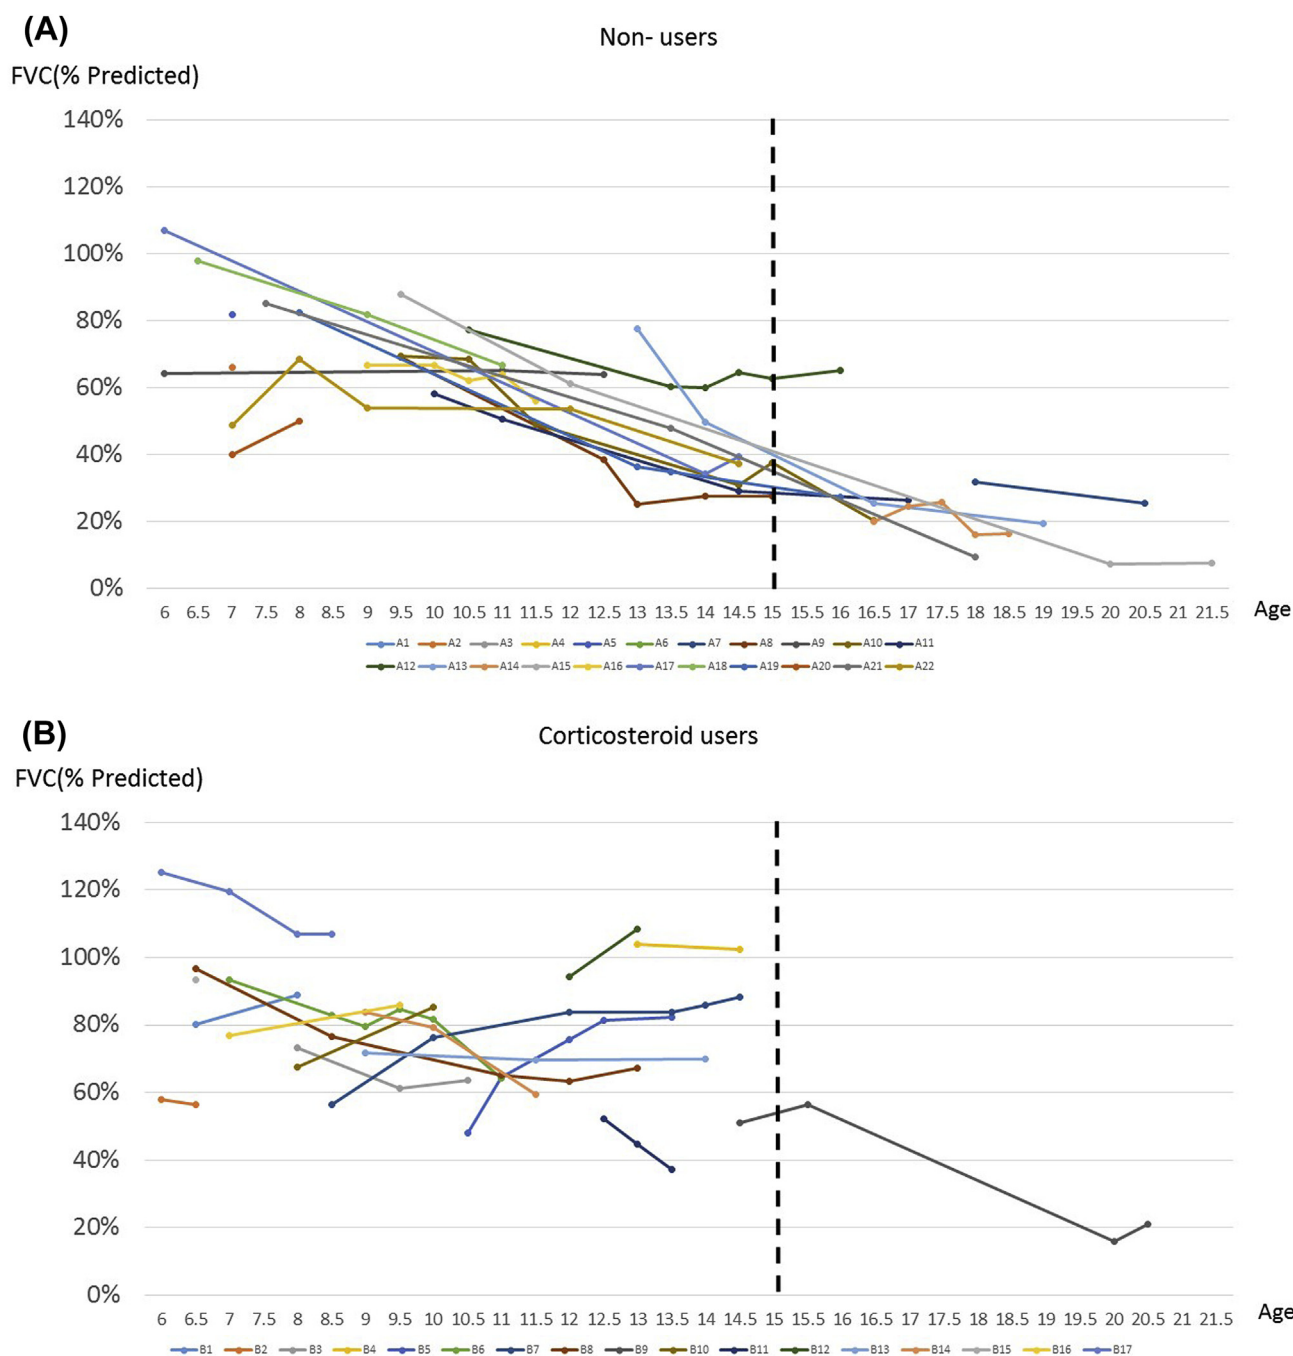 (A)
Non- users
FVC(% Predicted)
140%
120%
100%
80%
60%
40%
20%
0%
6 6.5 7 7.5 8 8.5 9 9.5 10 10.5 11 11.5 12 12.5 13 13.5 14 14.5 15 15.5 16 16.5 17 17.5 18 18.5 19 19.5 20 20.5 21 21.5 Age
A1 A2 A3 A4 A5 A6 A7 A8 A9 A10 A11
A12 A13 A14 A15 A16 A17 A18 A19 A20 A21 A22
(B)
Corticosteroid users
FVC(% Predicted)
140%
120%
100%
80%
60%
40%
20%
0%
6 6.5 7 7.5 8 8.5 9 9.5 10 10.5 11 11.5 12 12.5 13 13.5 14 14.5 15 15.5 16 16.5 17 17.5 18 18.5 19 19.5 20 20.5 21 21.5 Age
B1 B2 B3 B4 B5 B6 B7 B8 B9 B10 B11 B12 B13 B14 B15 B16 B17